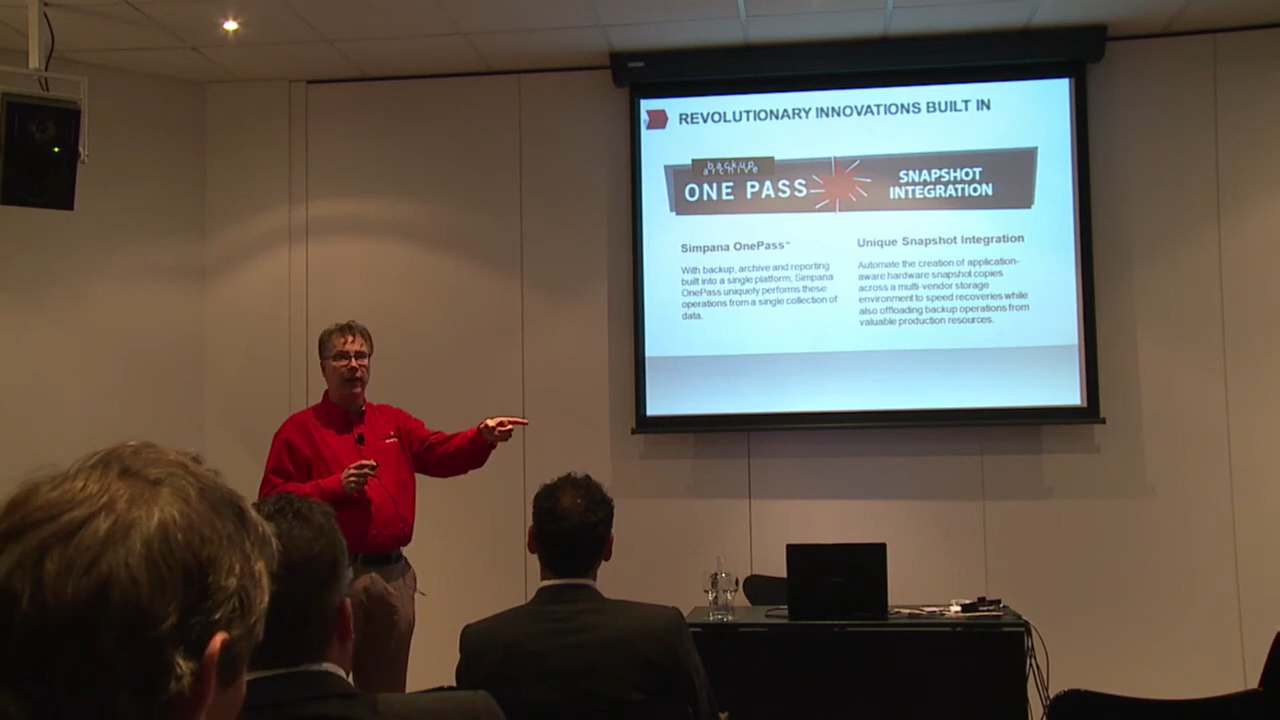 REVOLUTIONARY INNOVATIONS BUILT IN
backup
archive
ONE PASS
SNAPSHOT
INTEGRATION
Simpana OnePass™
With backup, archive and reporting
built into a single platform, Simpana
OnePass uniquely performs these
operations from a single collection of
data.
Unique Snapshot Integration
Automate the creation of application-
aware hardware snapshot copies
across a multi-vendor storage
environment to speed recoveries while
also offloading backup operations from
valuable production resources.